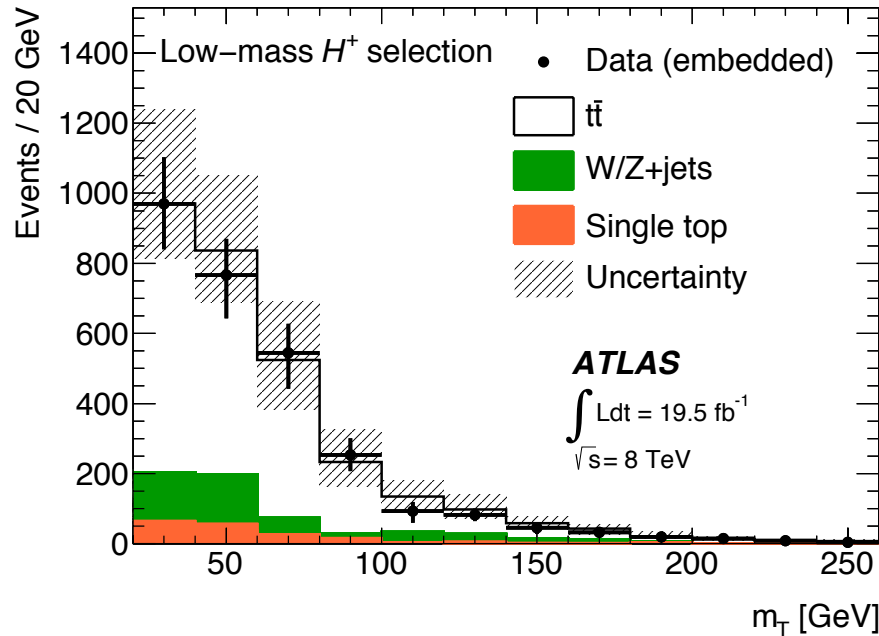 Events / 20 GeV
1400
1200
1000
800
600
400
200
0
Low-mass H⁺ selection
Data (embedded)
tt̄
W/Z+jets
Single top
Uncertainty
ATLAS
∫ Ldt = 19.5 fb⁻¹
√s = 8 TeV
50 100 150 200 250
m_T [GeV]